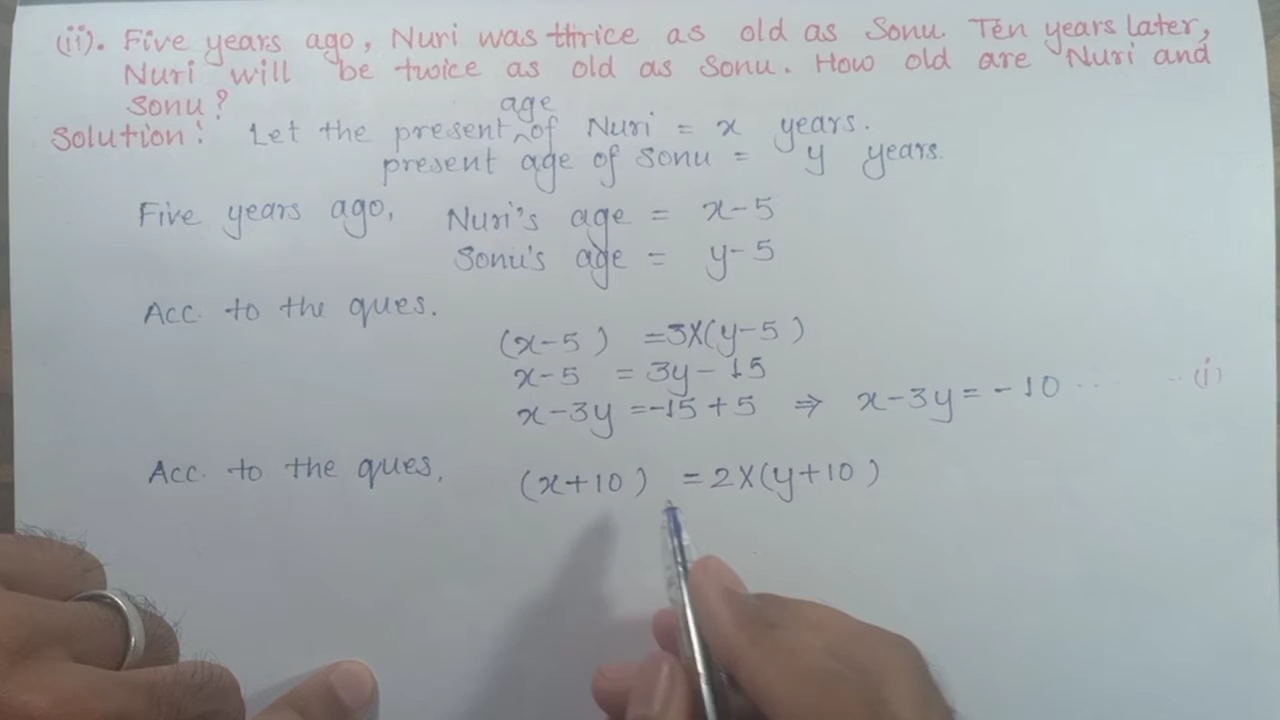 (ii). Five years ago, Nuri was thrice as old as Sonu. Ten years later,
Nuri will be twice as old as Sonu. How old are Nuri and
Sonu?
age
Solution: Let the present ^ of Nuri = x years.
present age of Sonu = y years.
Five years ago, Nuri's age = x-5
Sonu's age = y-5
Acc. to the ques.
(x-5) =3X(y-5)
x-5 = 3y-15
x-3y =-15+5 ⇒ x-3y = -10 .. .. (i)
Acc. to the ques, (x+10) =2X(y+10)